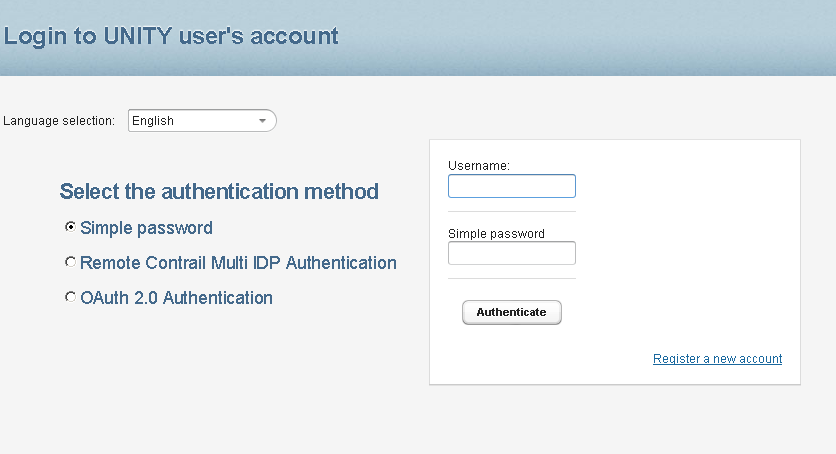 Login to UNITY user's account
Language selection: English
Select the authentication method
Simple password
Remote Contrail Multi IDP Authentication
OAuth 2.0 Authentication
Username:
Simple password
Authenticate
Register a new account